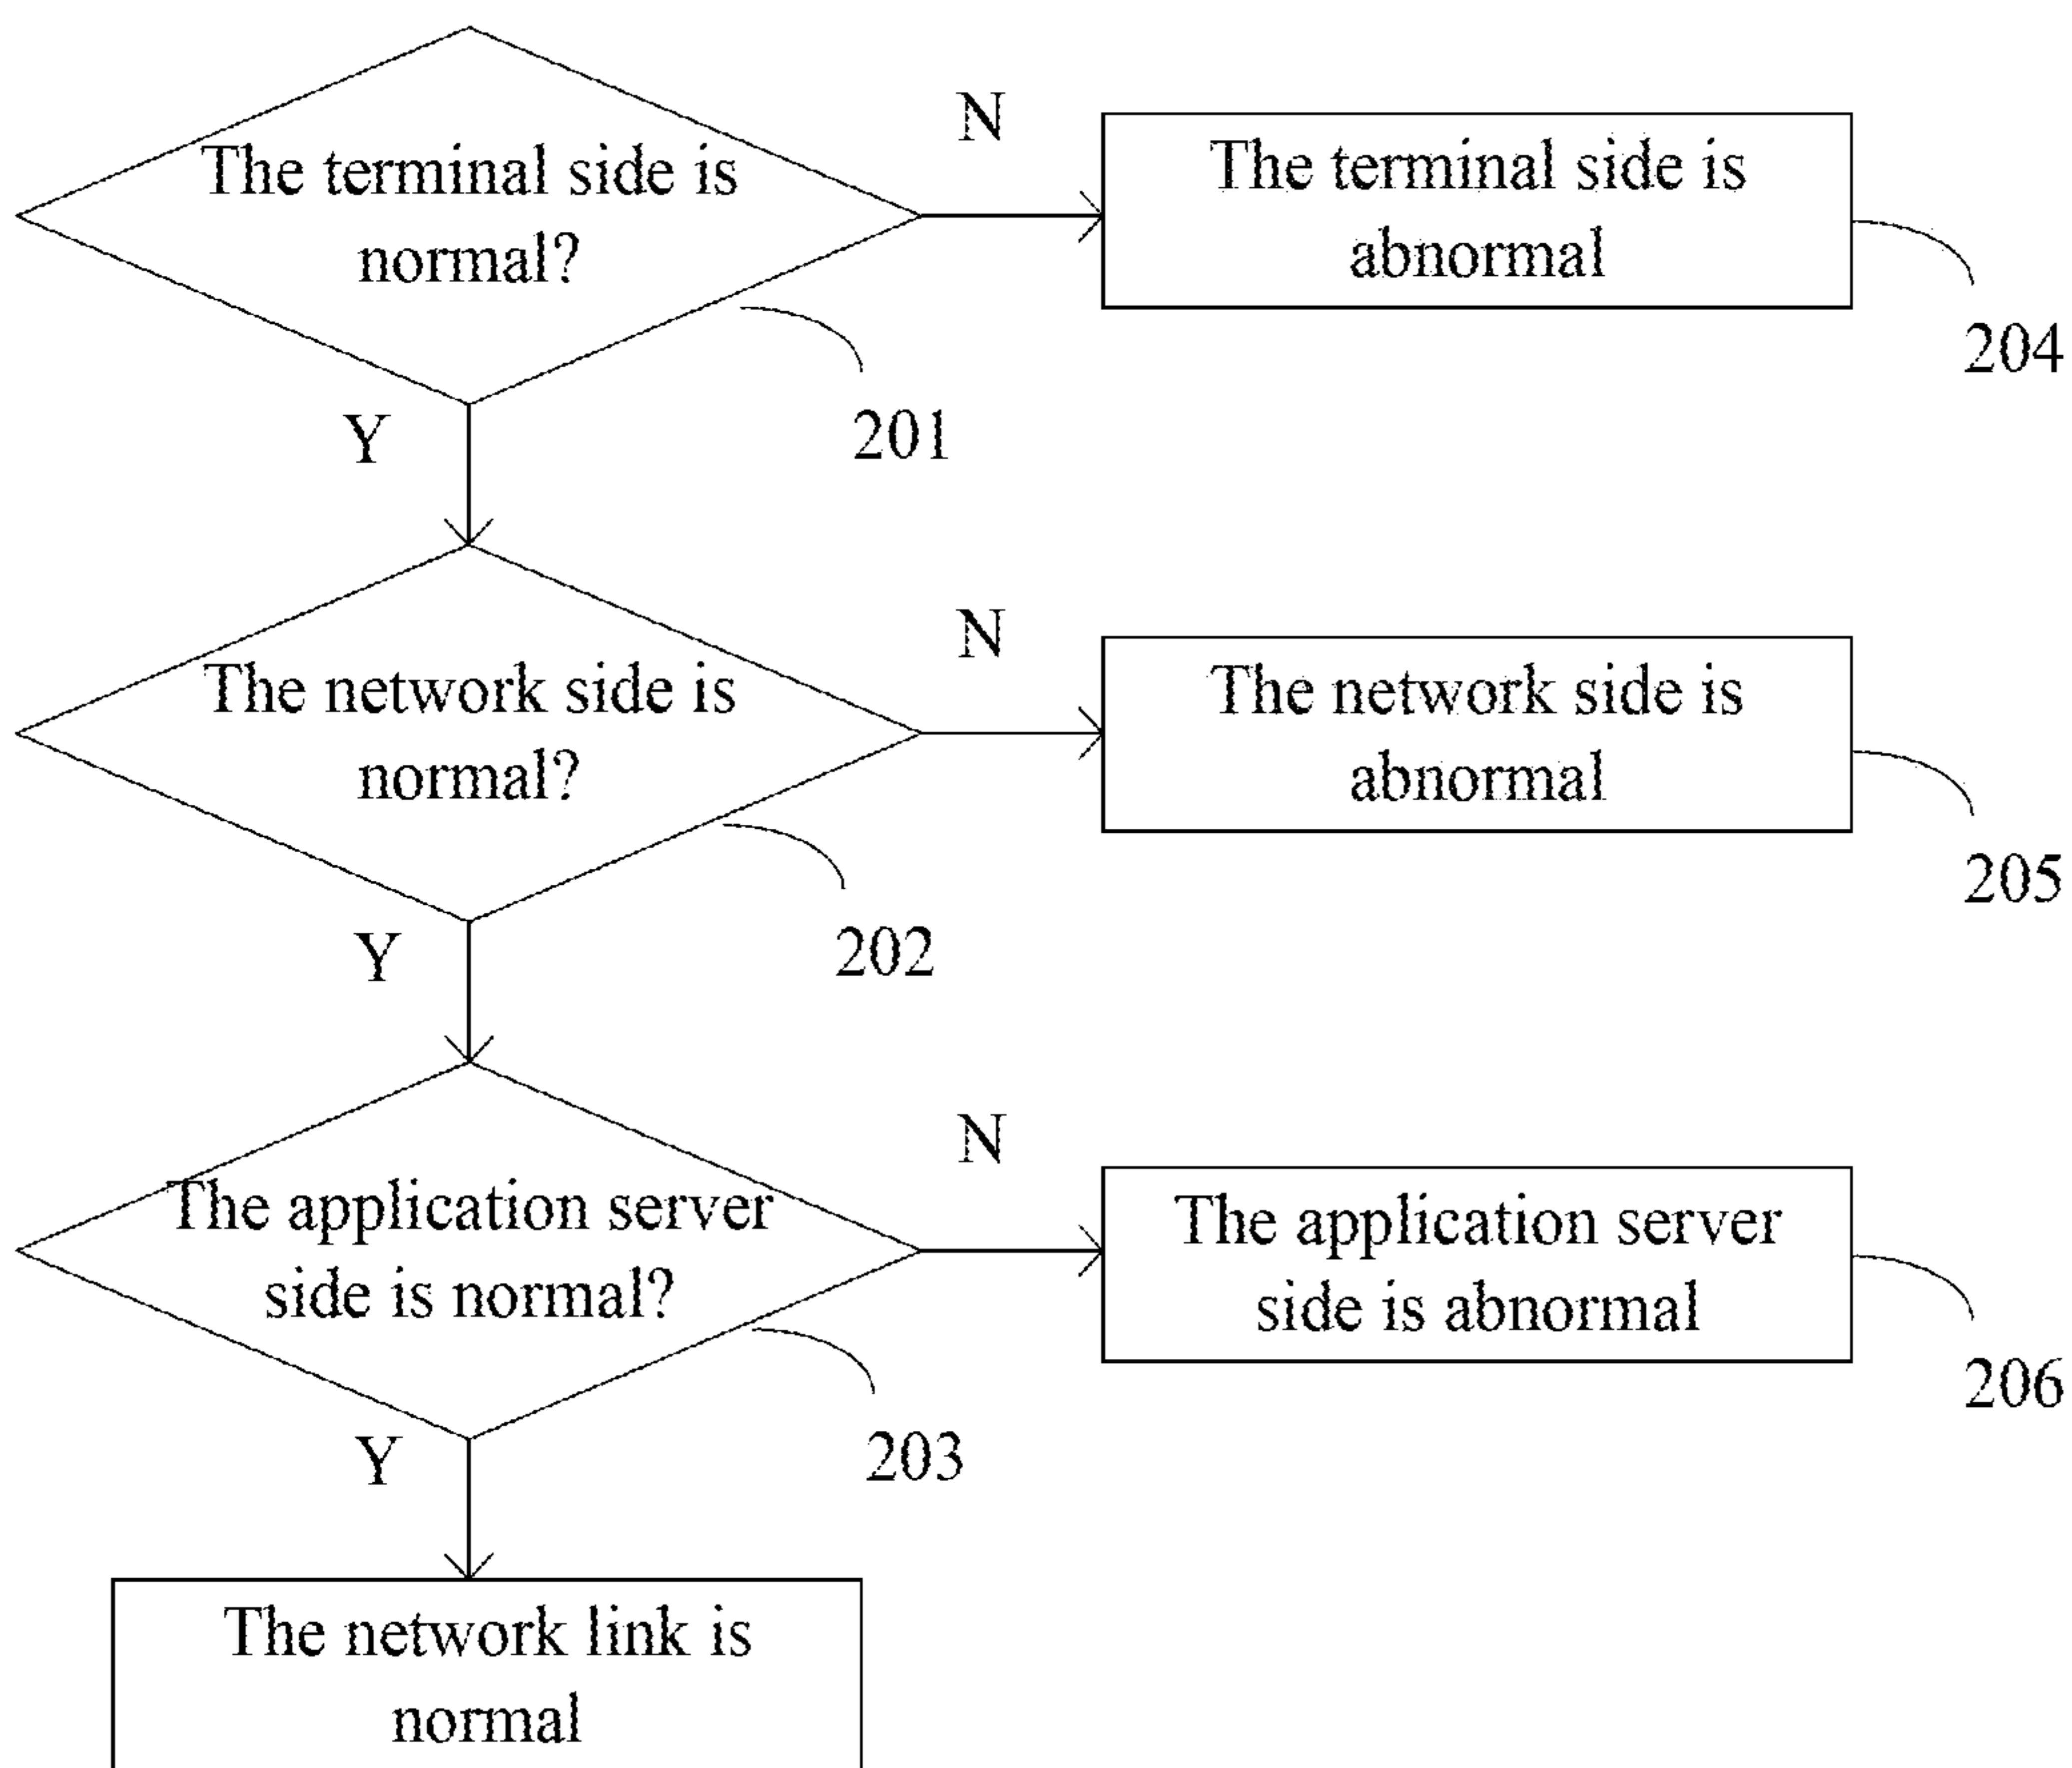 The terminal side is
normal?
N
The terminal side is
abnormal
204
201
Y
The network side is
normal?
N
The network side is
abnormal
205
202
Y
The application server
side is normal?
N
The application server
side is abnormal
206
203
Y
The network link is
normal